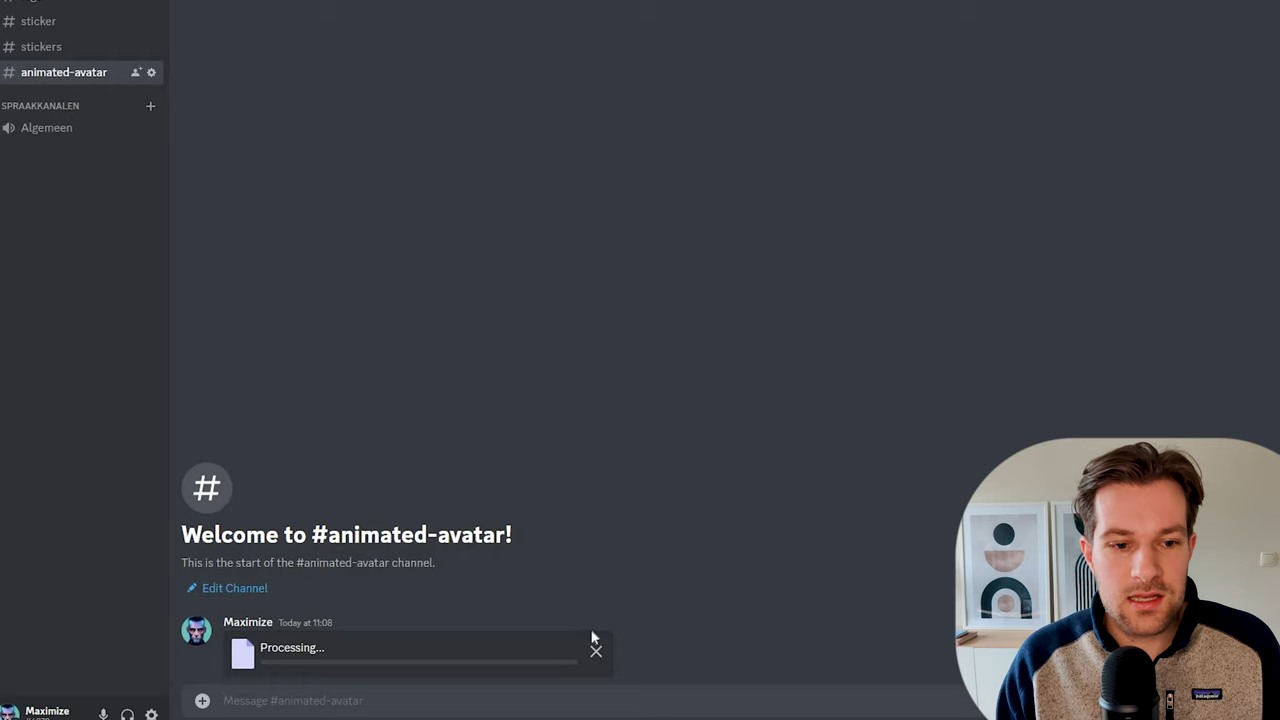 sticker
stickers
animated-avatar
SPRAAKKANALEN
Algemeen
Welcome to #animated-avatar!
This is the start of the #animated-avatar channel.
Edit Channel
Maximize Today at 11:08
Processing...
Message #animated-avatar
Maximize